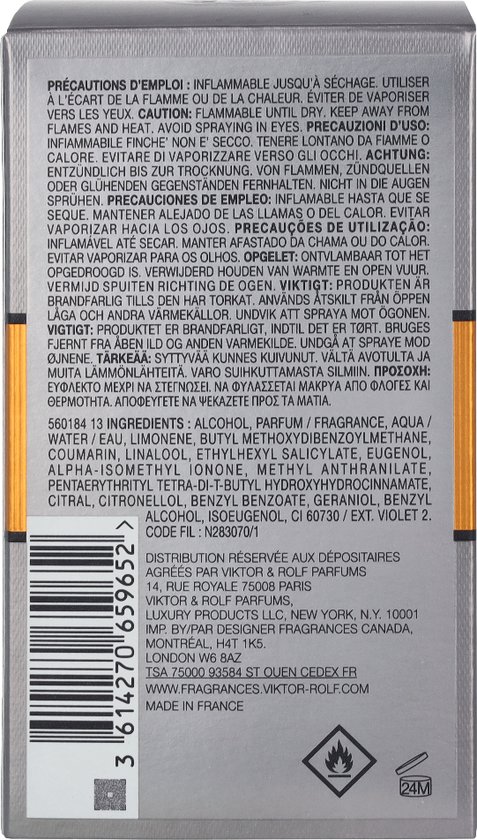 PRÉCAUTIONS D'EMPLOI : INFLAMMABLE JUSQU'À SÉCHAGE. UTILISER
À L'ÉCART DE LA FLAMME OU DE LA CHALEUR. ÉVITER DE VAPORISER
VERS LES YEUX. CAUTION: FLAMMABLE UNTIL DRY. KEEP AWAY FROM
FLAMES AND HEAT. AVOID SPRAYING IN EYES. PRECAUZIONI D'USO:
INFIAMMABILE FINCHE' NON E' SECCO. TENERE LONTANO DA FIAMME O
CALORE. EVITARE DI VAPORIZZARE VERSO GLI OCCHI. ACHTUNG:
ENTZÜNDLICH BIS ZUR TROCKNUNG. VON FLAMMEN, ZÜNDQUELLEN
ODER GLÜHENDEN GEGENSTÄNDEN FERNHALTEN. NICHT IN DIE AUGEN
SPRÜHEN. PRECAUCIONES DE EMPLEO: INFLAMABLE HASTA QUE SE
SEQUE. MANTENER ALEJADO DE LAS LLAMAS O DEL CALOR. EVITAR
VAPORIZAR HACIA LOS OJOS. PRECAUÇÕES DE UTILIZAÇÃO:
INFLAMÁVEL ATÉ SECAR. MANTER AFASTADO DA CHAMA OU DO CALOR.
EVITAR VAPORIZAR PARA OS OLHOS. OPGELET: ONTVLAMBAAR TOT HET
OPGEDROOGD IS. VERWIJDERD HOUDEN VAN WARMTE EN OPEN VUUR.
VERMIJD SPUITEN RICHTING DE OGEN. VIKTIGT: PRODUKTEN ÄR
BRANDFARLIG TILLS DEN HAR TORKAT. ANVÄNDS ÅTSKILT FRÅN ÖPPEN
LÅGA OCH ANDRA VÄRMEKÄLLOR. UNDVIK ATT SPRAYA MOT ÖGONEN.
VIGTIGT: PRODUKTET ER BRANDFARLIGT, INDTIL DET ER TØRT. BRUGES
FJERNT FRA ÅBEN ILD OG ANDEN VARMEKILDE. UNDGÅ AT SPRAYE MOD
ØJNENE. TÄRKEÄÄ: SYTTYVÄÄ KUNNES KUIVUNUT. VÄLTÄ AVOTULTA JA
MUITA LÄMMÖNLÄHTEITÄ. VARO SUIHKUTTAMASTA SILMIIN. ΠΡΟΣΟΧΗ:
ΕΥΦΛΕΚΤΟ ΜΕΧΡΙ ΝΑ ΣΤΕΓΝΩΣΕΙ. ΝΑ ΦΥΛΑΣΣΕΤΑΙ ΜΑΚΡΥΑ ΑΠΟ ΦΛΟΓΕΣ ΚΑΙ
ΘΕΡΜΟΤΗΤΑ. ΑΠΟΦΕΥΓΕΤΕ ΝΑ ΨΕΚΑΖΕΤΕ ΠΡΟΣ ΤΑ ΜΑΤΙΑ.
560184 13 INGREDIENTS : ALCOHOL, PARFUM / FRAGRANCE, AQUA /
WATER / EAU, LIMONENE, BUTYL METHOXYDIBENZOYLMETHANE,
COUMARIN, LINALOOL, ETHYLHEXYL SALICYLATE, EUGENOL,
ALPHA-ISOMETHYL IONONE, METHYL ANTHRANILATE,
PENTAERYTHRITYL TETRA-DI-T-BUTYL HYDROXYHYDROCINNAMATE,
CITRAL, CITRONELLOL, BENZYL BENZOATE, GERANIOL, BENZYL
ALCOHOL, ISOEUGENOL, CI 60730 / EXT. VIOLET 2.
CODE FIL : N283070/1
DISTRIBUTION RÉSERVÉE AUX DÉPOSITAIRES
AGRÉÉS PAR VIKTOR & ROLF PARFUMS
14, RUE ROYALE 75008 PARIS
VIKTOR & ROLF PARFUMS,
LUXURY PRODUCTS LLC, NEW YORK, N.Y. 10001
IMP. BY/PAR DESIGNER FRAGRANCES CANADA,
MONTRÉAL, H4T 1K5.
LONDON W6 8AZ
TSA 75000 93584 ST OUEN CEDEX FR
WWW.FRAGRANCES.VIKTOR-ROLF.COM
MADE IN FRANCE
3 614270 659652 >
24M